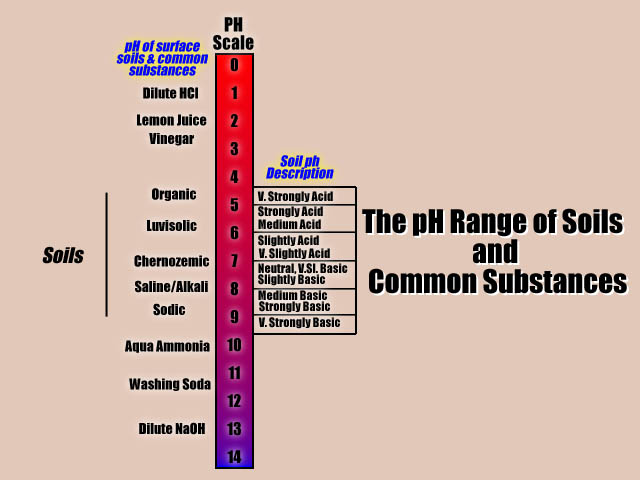 PH
Scale
pH of surface
soils & common
substances
0
Dilute HCl
1
Lemon Juice
2
Vinegar
3
Soil ph
Description
4
Organic
V. Strongly Acid
5
Strongly Acid
Luvisolic
Medium Acid
6
Slightly Acid
V. Slightly Acid
The pH Range of Soils
and
Common Substances
Soils
Chernozemic
7
Neutral, V.Sl. Basic
Slightly Basic
Saline/Alkali
8
Medium Basic
Strongly Basic
Sodic
9
V. Strongly Basic
Aqua Ammonia
10
11
Washing Soda
12
Dilute NaOH
13
14